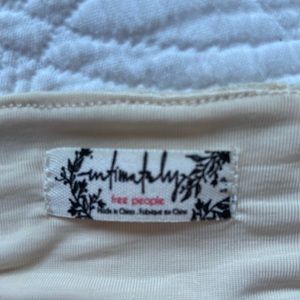 intimately
free people
Made in China . Fabriqué en Chine